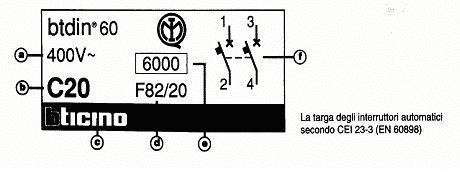 btdin® 60
1 3
a 400V~
6000
f
b C20
F82/20
2 4
bticino
c d e
La targa degli interruttori automatici
secondo CEI 23-3 (EN 60898)